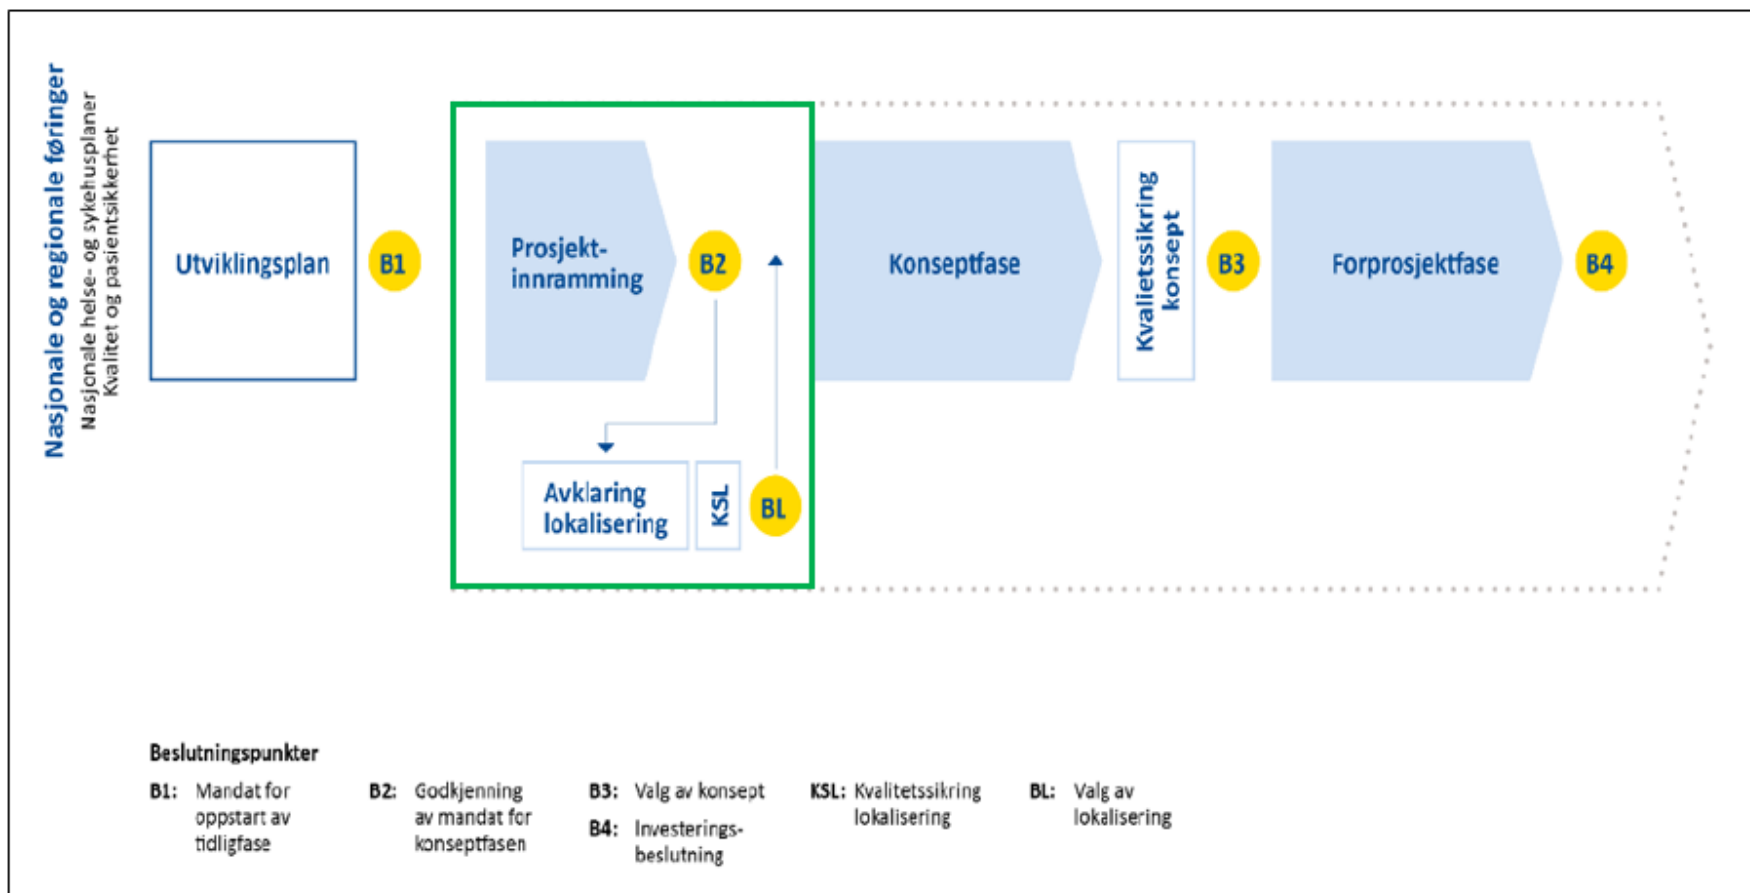 Nasjonale og regionale føringer
Nasjonale helse- og sykehusplaner
Kvalitet og pasientsikkerhet
Utviklingsplan
B1
Prosjekt-
innramming
B2
Konseptfase
Kvalietssikring
konsept
B3
Forprosjektfase
B4
Avklaring
lokalisering
KSL
BL
Beslutningspunkter
B1: Mandat for
oppstart av
tidligfase
B2: Godkjenning
av mandat for
konseptfasen
B3: Valg av konsept
B4: Investerings-
beslutning
KSL: Kvalitetssikring
lokalisering
BL: Valg av
lokalisering